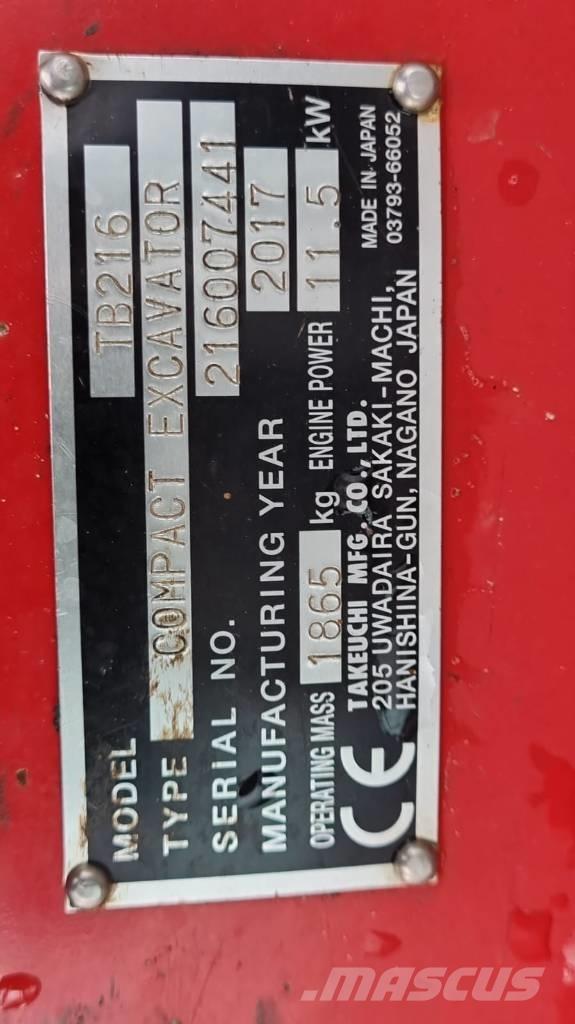 MODEL TB216
TYPE COMPACT EXCAVATOR
SERIAL NO. 216007441
MANUFACTURING YEAR 2017
OPERATING MASS 1865 kg ENGINE POWER 11.5 kW
CE
TAKEUCHI MFG. CO., LTD.
205 UWADAIRA SAKAKI-MACHI,
HANISHINA-GUN, NAGANO JAPAN
MADE IN JAPAN
03793-66052
MASCUS